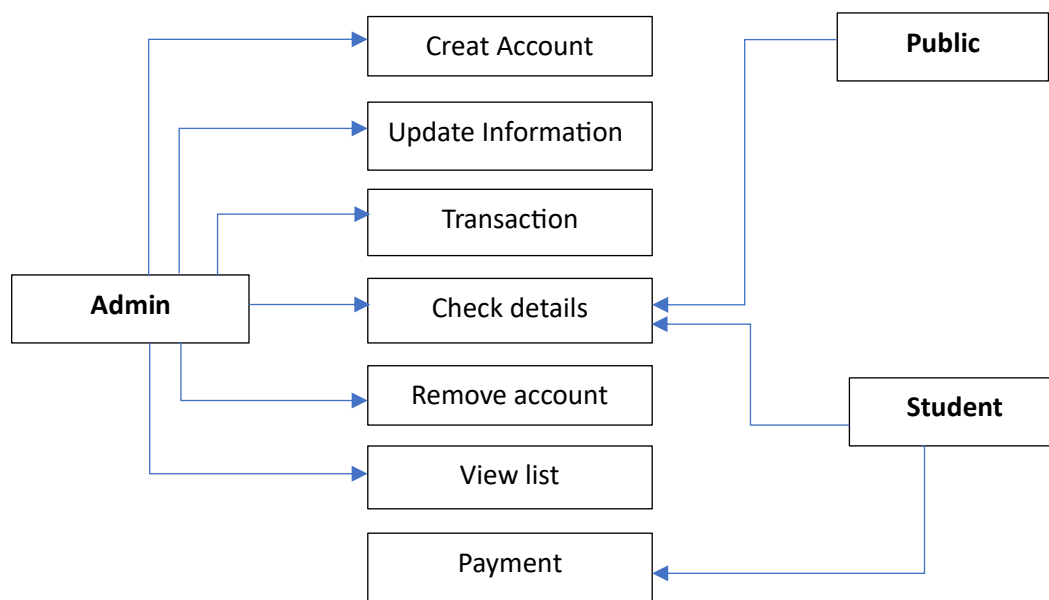 Creat Account
Public
Update Information
Transaction
Admin
Check details
Remove account
Student
View list
Payment